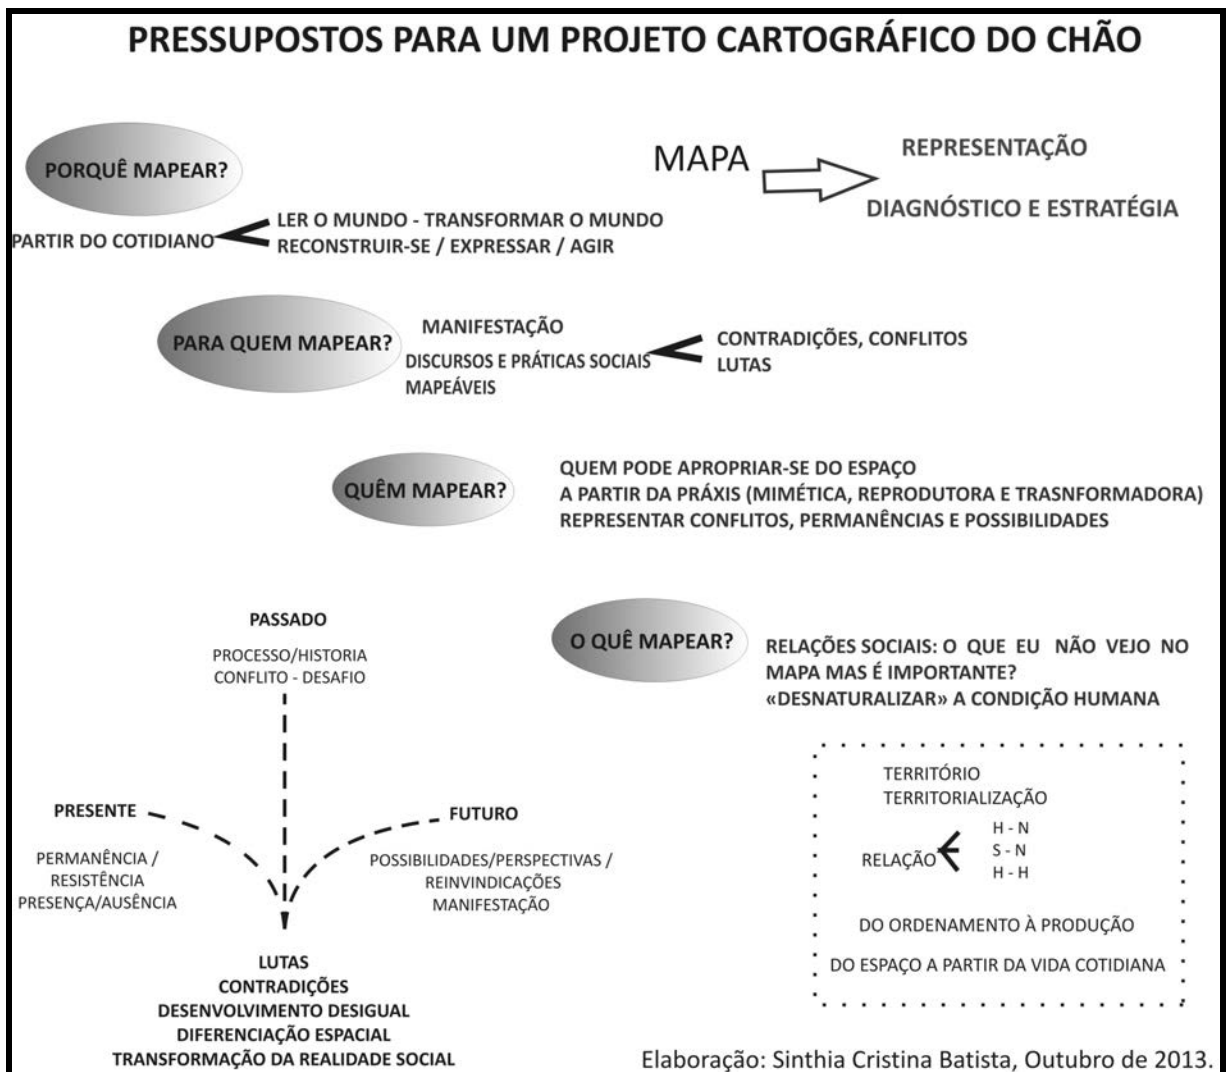 PRESSUPOSTOS PARA UM PROJETO CARTOGRÁFICO DO CHÃO
PORQUÊ MAPEAR?
PARTIR DO COTIDIANO
LER O MUNDO - TRANSFORMAR O MUNDO
RECONSTRUIR-SE / EXPRESSAR / AGIR
MAPA
REPRESENTAÇÃO
DIAGNÓSTICO E ESTRATÉGIA
PARA QUEM MAPEAR?
MANIFESTAÇÃO
DISCURSOS E PRÁTICAS SOCIAIS
MAPEÁVEIS
CONTRADIÇÕES, CONFLITOS
LUTAS
QUÊM MAPEAR?
QUEM PODE APROPRIAR-SE DO ESPAÇO
A PARTIR DA PRÁXIS (MIMÉTICA, REPRODUTORA E TRASNFORMADORA)
REPRESENTAR CONFLITOS, PERMANÊNCIAS E POSSIBILIDADES
O QUÊ MAPEAR?
RELAÇÕES SOCIAIS: O QUE EU NÃO VEJO NO
MAPA MAS É IMPORTANTE?
«DESNATURALIZAR» A CONDIÇÃO HUMANA
PASSADO
PROCESSO/HISTORIA
CONFLITO - DESAFIO
PRESENTE
PERMANÊNCIA /
RESISTÊNCIA
PRESENÇA/AUSÊNCIA
FUTURO
POSSIBILIDADES/PERSPECTIVAS /
REINVINDICAÇÕES
MANIFESTAÇÃO
LUTAS
CONTRADIÇÕES
DESENVOLVIMENTO DESIGUAL
DIFERENCIAÇÃO ESPACIAL
TRANSFORMAÇÃO DA REALIDADE SOCIAL
TERRITÓRIO
TERRITORIALIZAÇÃO
RELAÇÃO
H - N
S - N
H - H
DO ORDENAMENTO À PRODUÇÃO
DO ESPAÇO A PARTIR DA VIDA COTIDIANA
Elaboração: Sinthia Cristina Batista, Outubro de 2013.